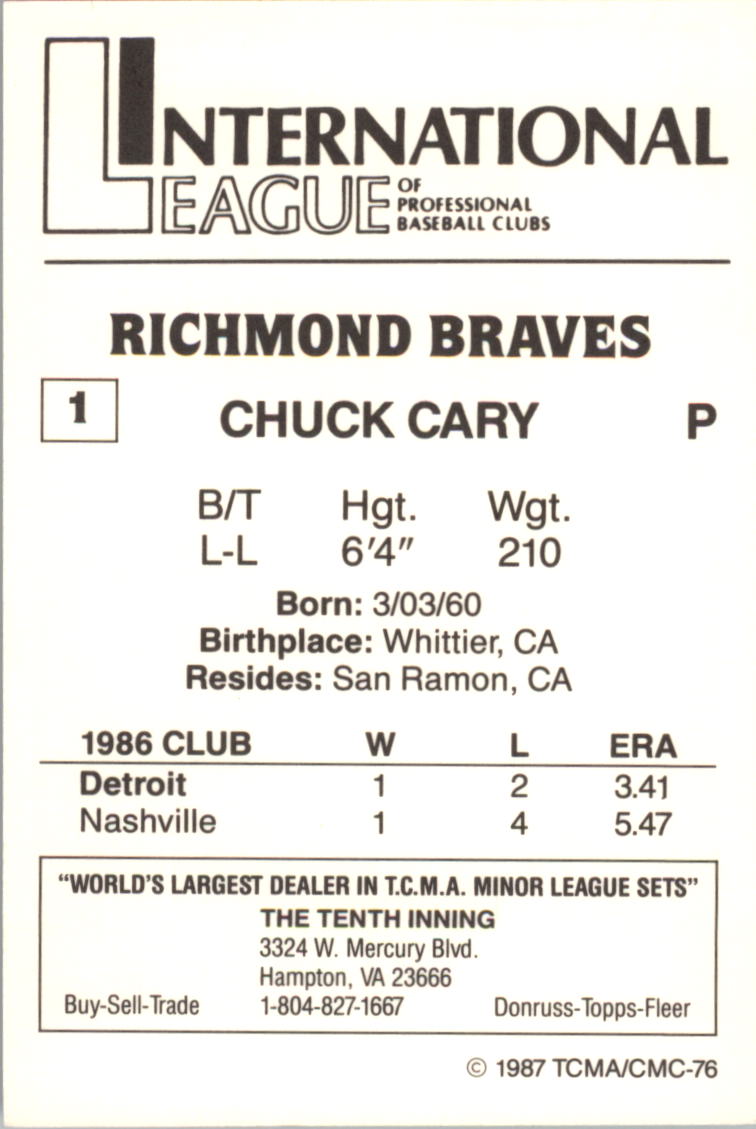 INTERNATIONAL
LEAGUE OF
PROFESSIONAL
BASEBALL CLUBS
RICHMOND BRAVES
1 CHUCK CARY P
B/T Hgt. Wgt.
L-L 6'4" 210
Born: 3/03/60
Birthplace: Whittier, CA
Resides: San Ramon, CA
1986 CLUB W L ERA
Detroit 1 2 3.41
Nashville 1 4 5.47
"WORLD'S LARGEST DEALER IN T.C.M.A. MINOR LEAGUE SETS"
THE TENTH INNING
3324 W. Mercury Blvd.
Hampton, VA 23666
Buy-Sell-Trade 1-804-827-1667 Donruss-Topps-Fleer
© 1987 TCMA/CMC-76